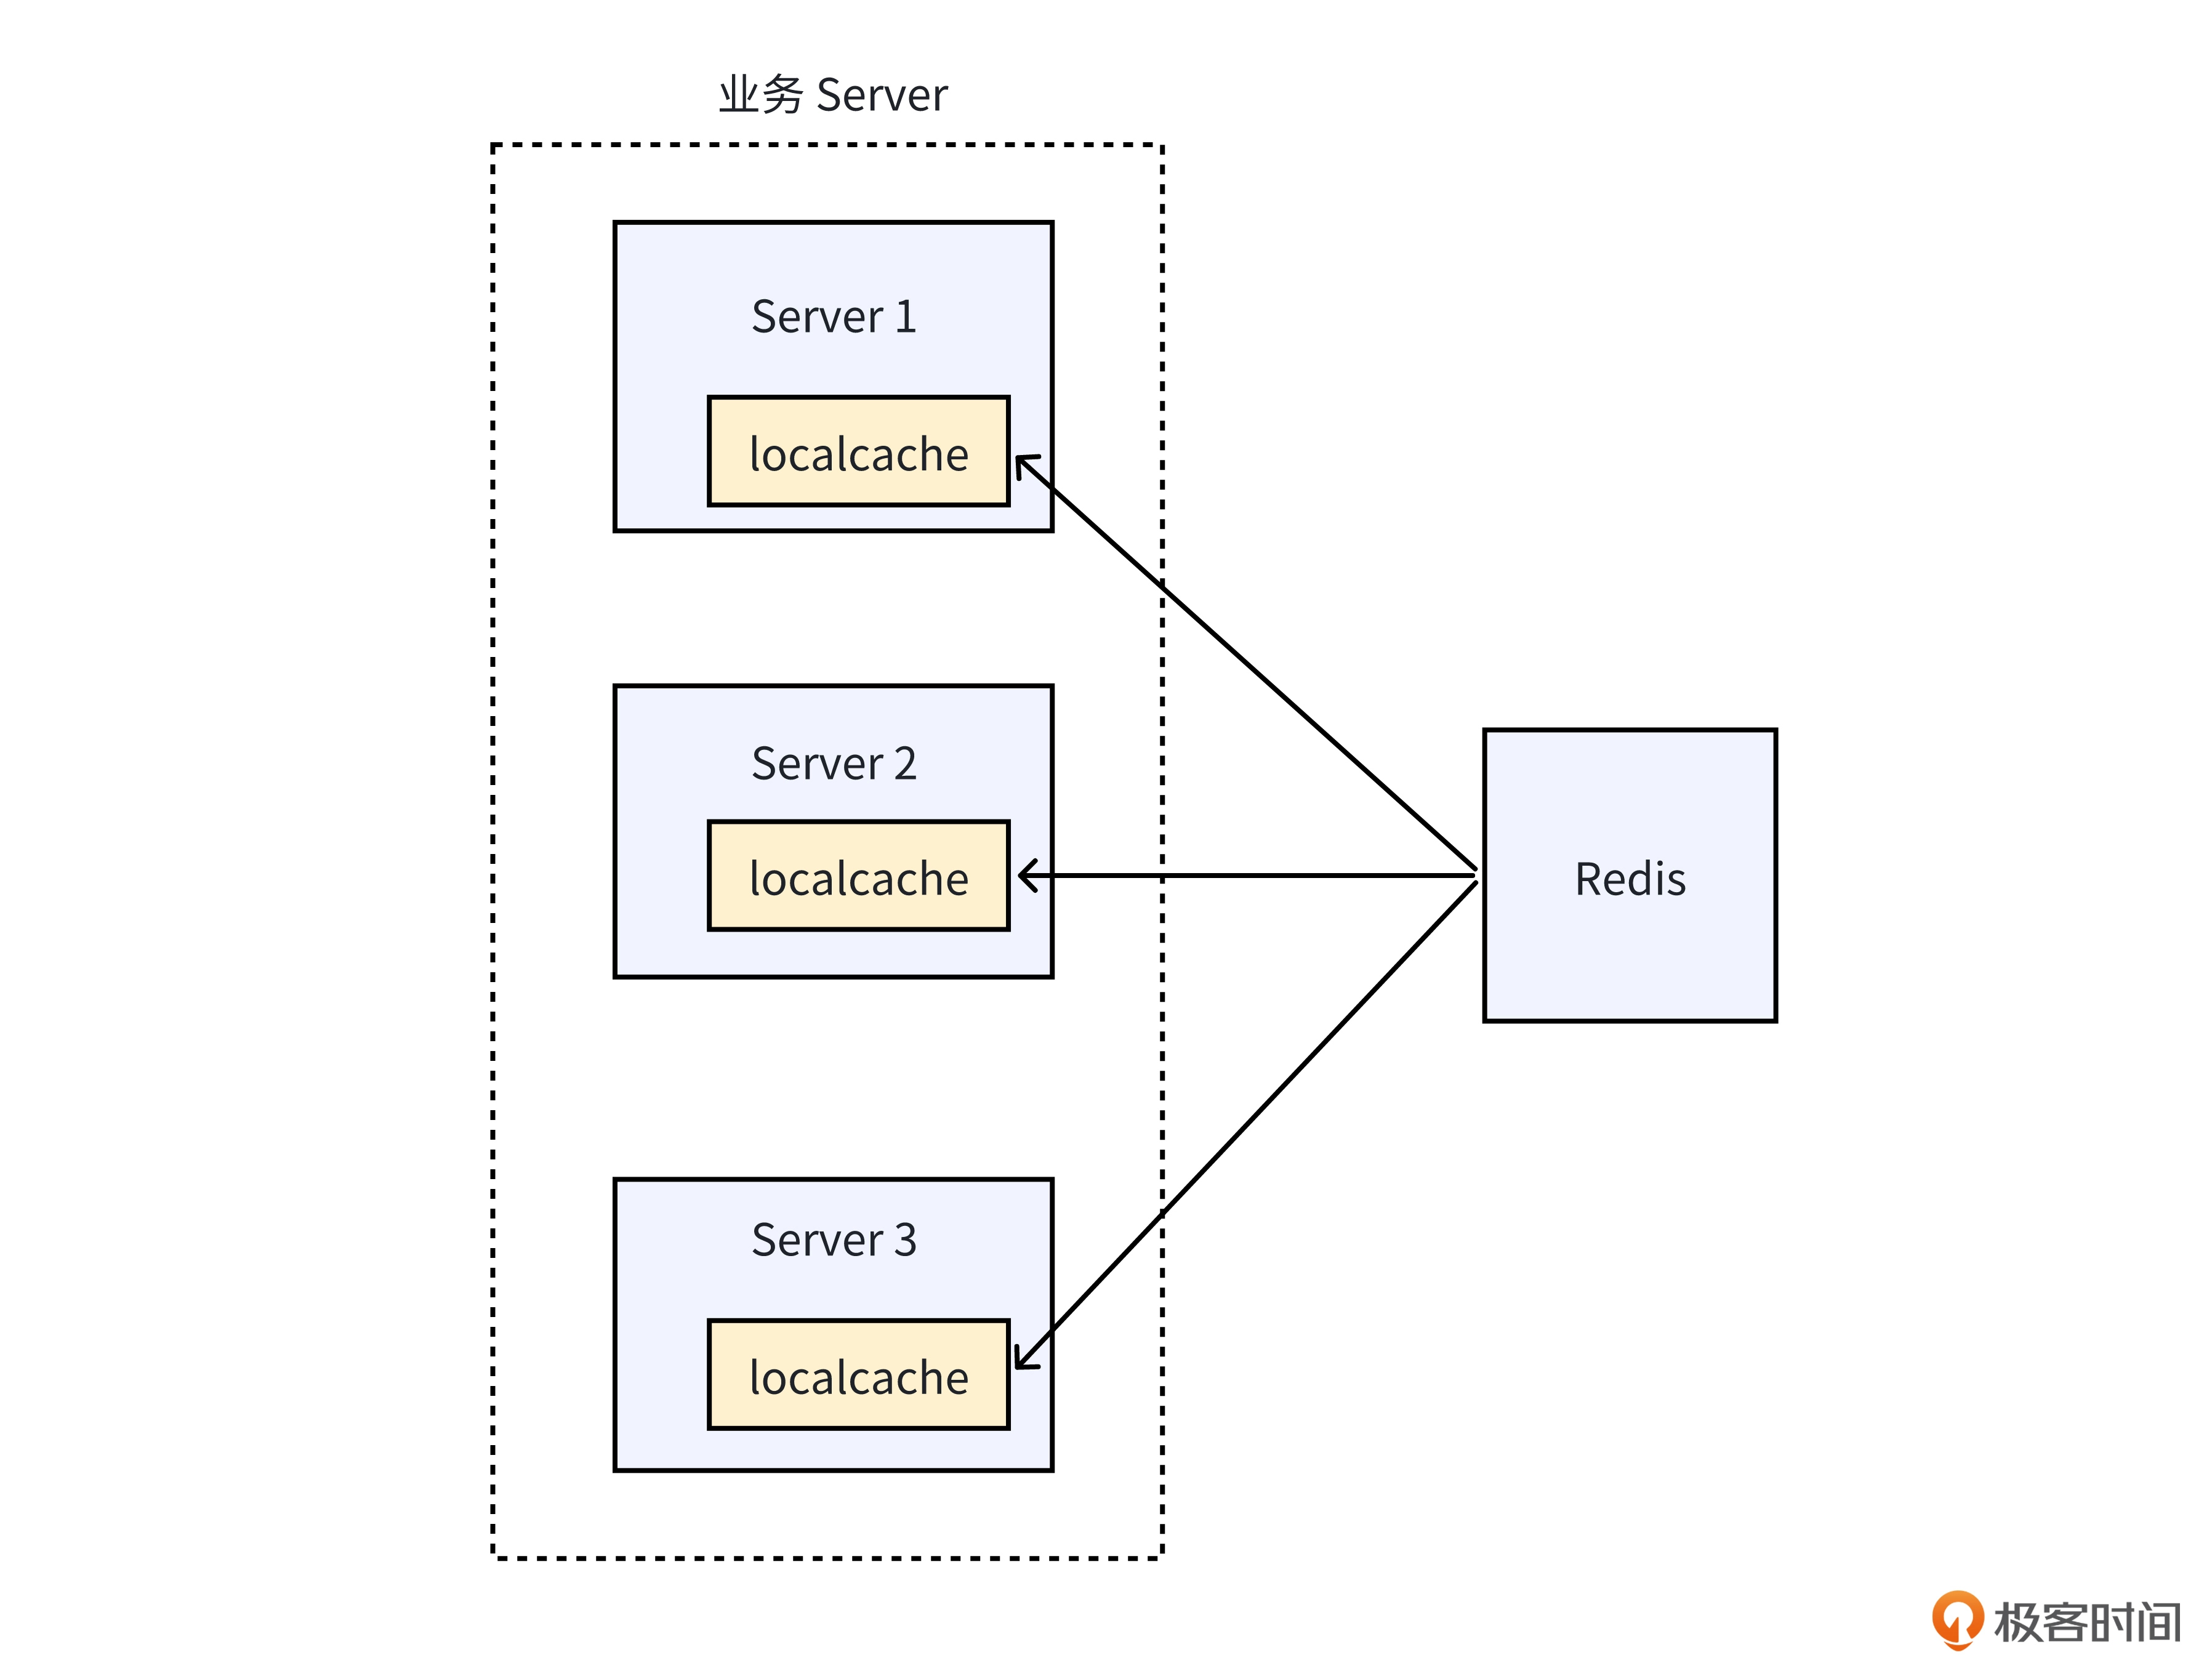 业务 Server
Server 1
localcache
Server 2
localcache
Redis
Server 3
localcache
极客时间